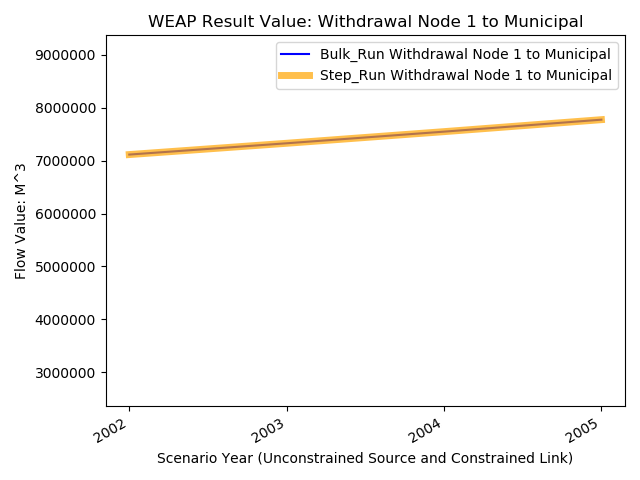 WEAP Result Value: Withdrawal Node 1 to Municipal
Bulk_Run Withdrawal Node 1 to Municipal
Step_Run Withdrawal Node 1 to Municipal
Flow Value: M^3
9000000
8000000
7000000
6000000
5000000
4000000
3000000
2002
2003
2004
2005
Scenario Year (Unconstrained Source and Constrained Link)